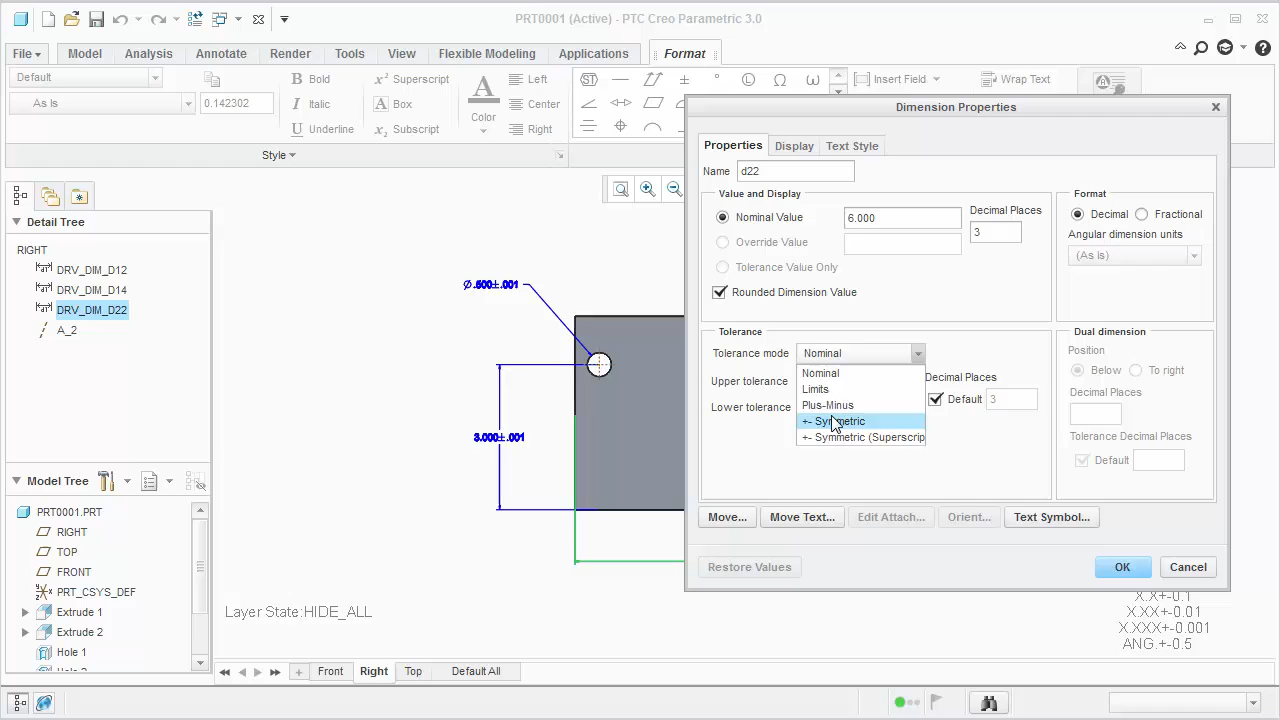 PRT0001 (Active) - PTC Creo Parametric 3.0
File Model Analysis Annotate Render Tools View Flexible Modeling Applications Format
Default
As Is 0.142302
B Bold
I Italic
U Underline
Superscript
Box
Subscript
Color
Left
Center
Right
Insert Field
Wrap Text
Style
Dimension Properties
Properties Display Text Style
Name d22
Value and Display
Nominal Value 6.000
Decimal Places
3
Override Value
Tolerance Value Only
Rounded Dimension Value
Format
Decimal Fractional
Angular dimension units
(As Is)
Tolerance
Tolerance mode Nominal
Nominal
Limits
Plus-Minus
+- Symmetric
+- Symmetric (Superscrip
Upper tolerance
Lower tolerance
Decimal Places
Default 3
Dual dimension
Position
Below To right
Decimal Places
Tolerance Decimal Places
Default
Move... Move Text... Edit Attach... Orient... Text Symbol...
Restore Values OK Cancel
Detail Tree
RIGHT
DRV_DIM_D12
DRV_DIM_D14
DRV_DIM_D22
A_2
Model Tree
PRT0001.PRT
RIGHT
TOP
FRONT
PRT_CSYS_DEF
Extrude 1
Extrude 2
Hole 1
Ø.500±.001
3.000±.001
Layer State:HIDE_ALL
X.X+-0.1
X.XX+-0.01
X.XXX+-0.001
ANG.+-0.5
Front Right Top Default All